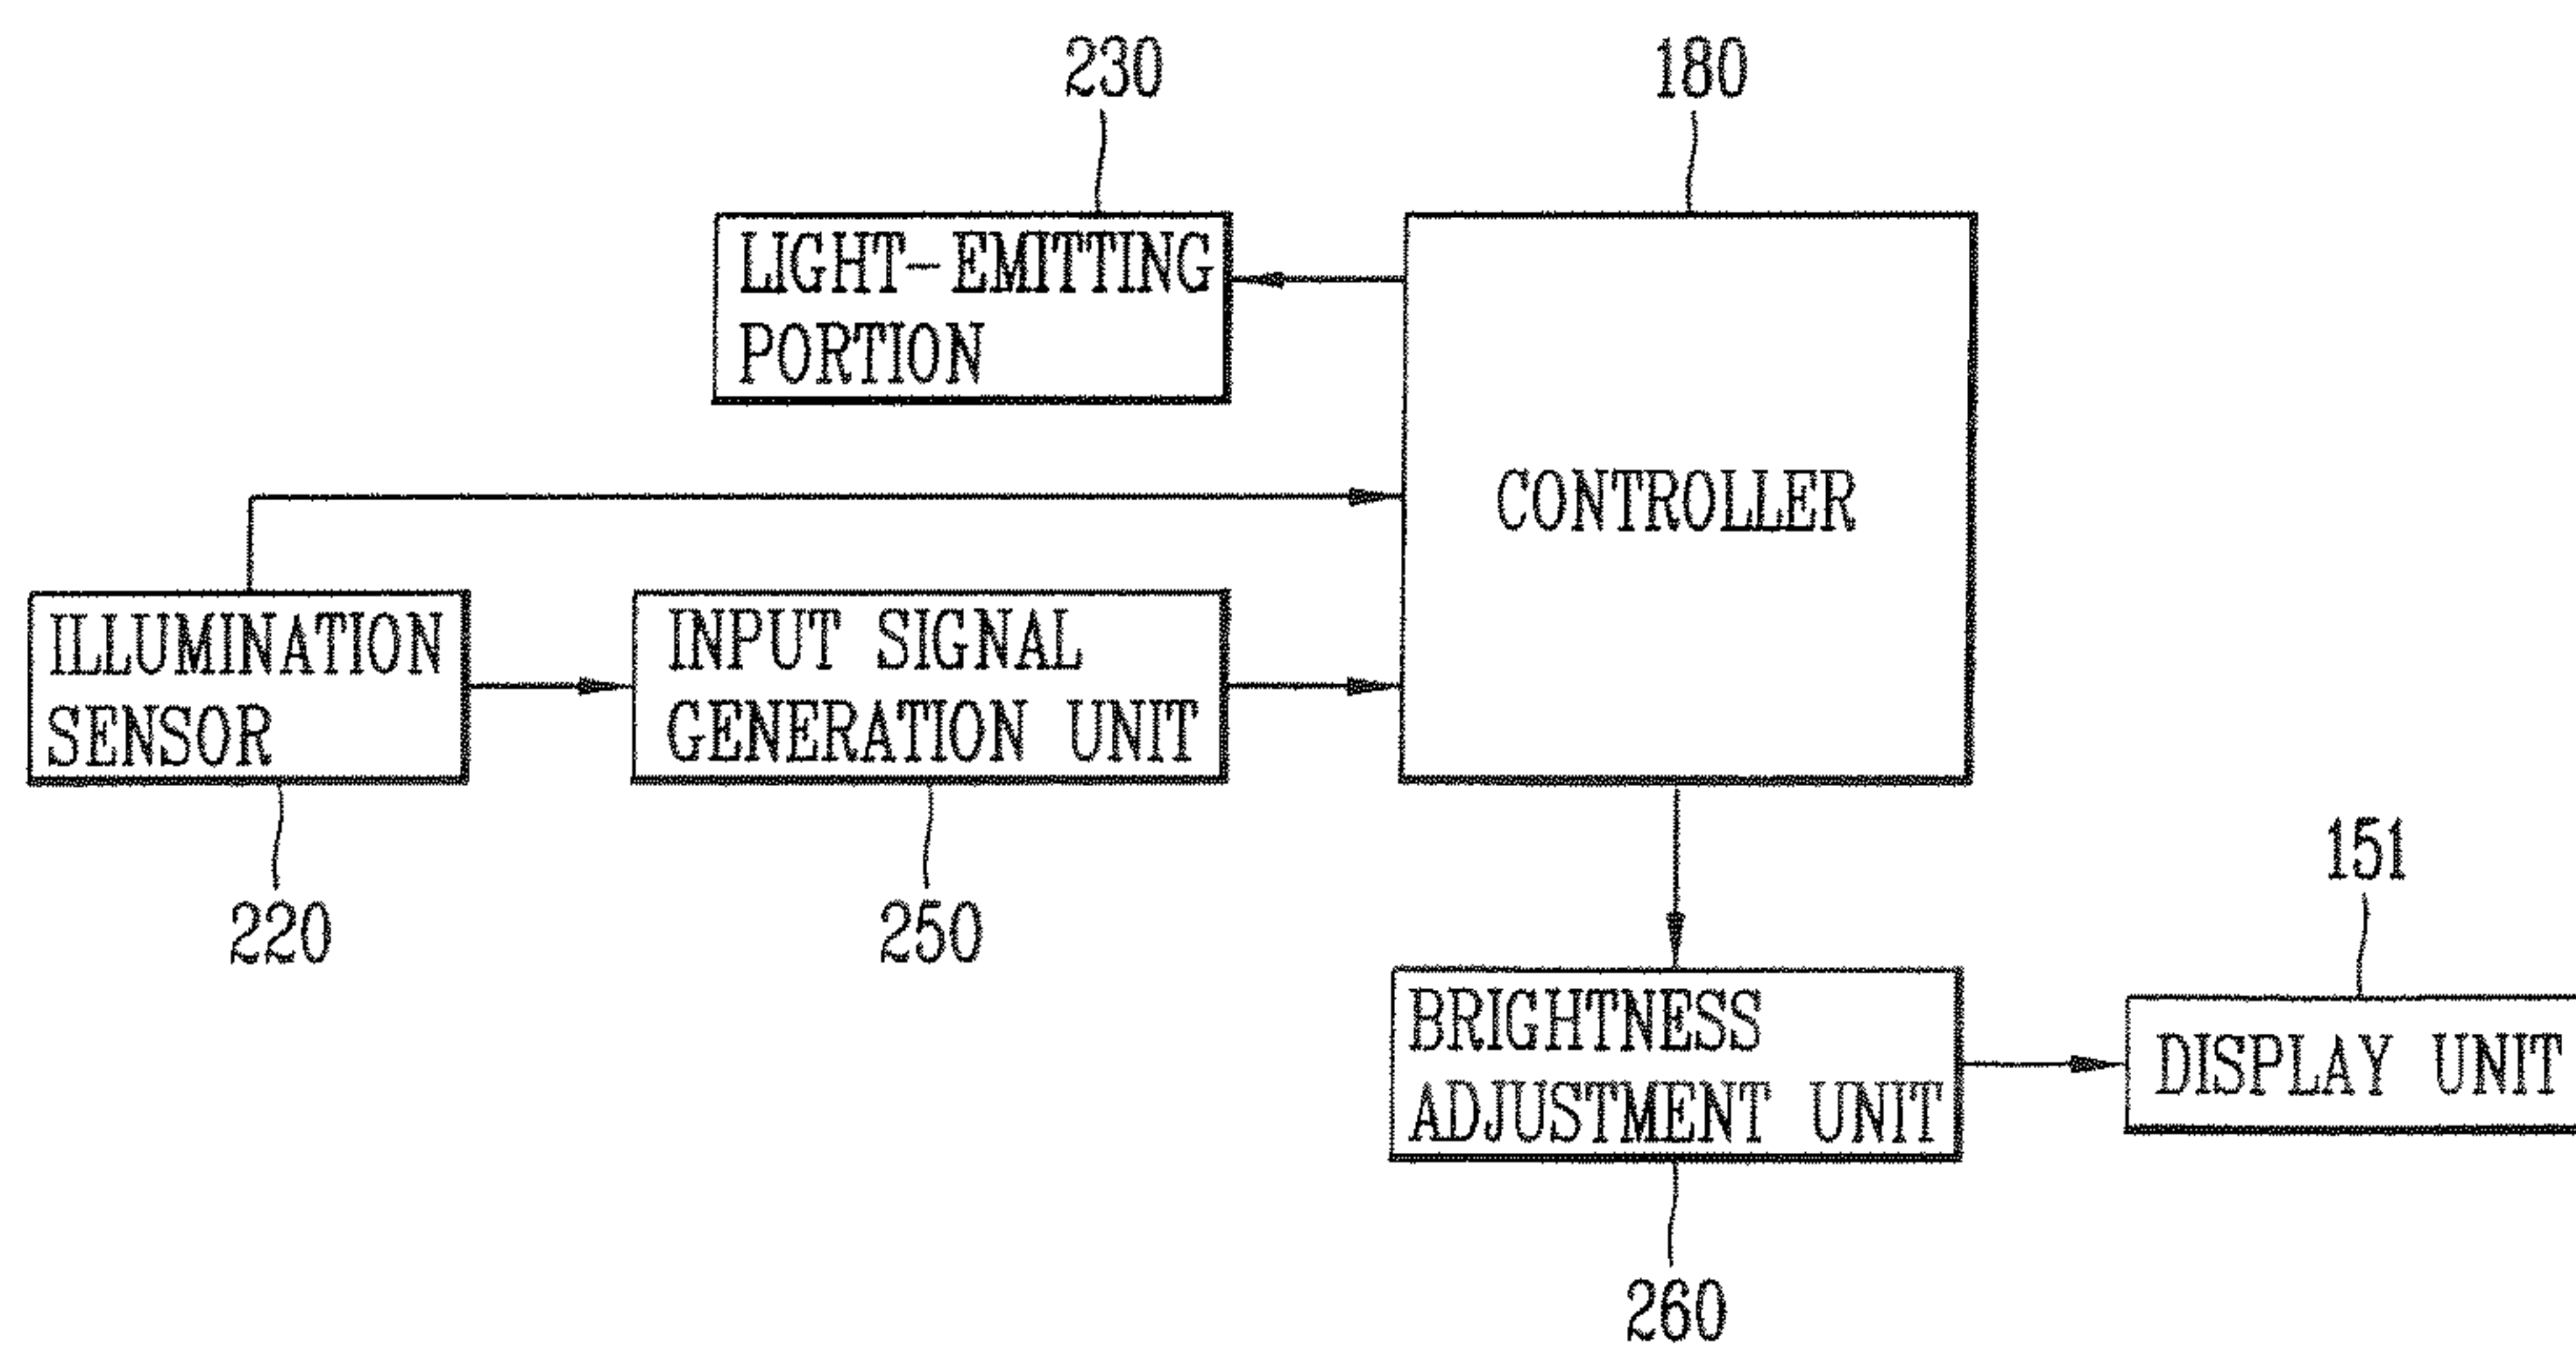 230
180
LIGHT-EMITTING
PORTION
CONTROLLER
ILLUMINATION
SENSOR
INPUT SIGNAL
GENERATION UNIT
220
250
151
BRIGHTNESS
ADJUSTMENT UNIT
DISPLAY UNIT
260